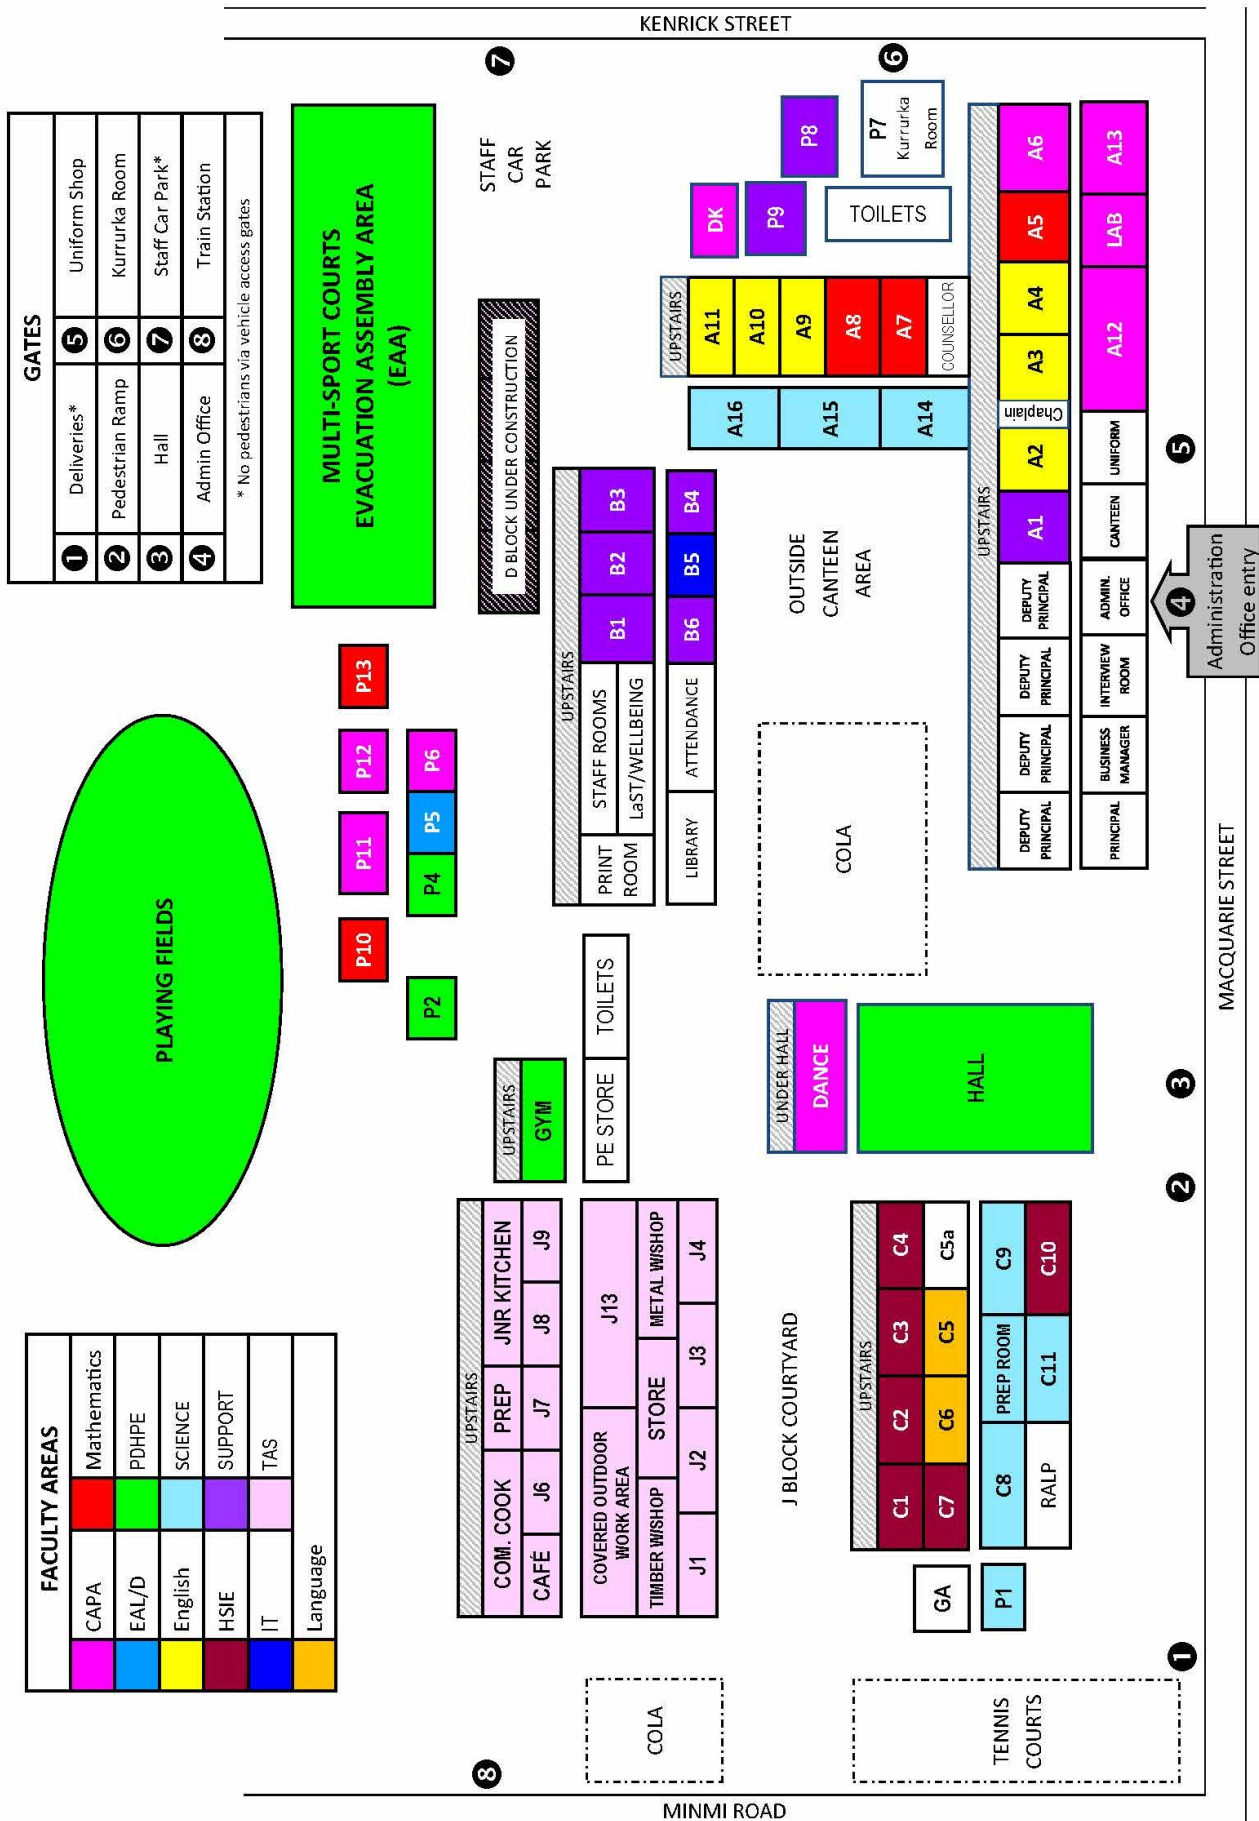 FACULTY AREAS
CAPA
Mathematics
EAL/D
PDHPE
English
SCIENCE
HSIE
SUPPORT
IT
TAS
Language
PLAYING FIELDS
GATES
1 Deliveries*
5 Uniform Shop
2 Pedestrian Ramp
6 Kurrurka Room
3 Hall
7 Staff Car Park*
4 Admin Office
8 Train Station
* No pedestrians via vehicle access gates
MULTI-SPORT COURTS
EVACUATION ASSEMBLY AREA
(EAA)
P10
P11
P12
P13
P2
P4
P5
P6
8
UPSTAIRS
COM. COOK
PREP
JNR KITCHEN
CAFÉ
J6
J7
J8
J9
UPSTAIRS
GYM
D BLOCK UNDER CONSTRUCTION
STAFF
CAR
PARK
7
COLA
COVERED OUTDOOR
WORK AREA
J13
TIMBER W/SHOP
STORE
METAL W/SHOP
J1
J2
J3
J4
PE STORE
TOILETS
UPSTAIRS
PRINT
ROOM
STAFF ROOMS
LaST/WELLBEING
B1
B2
B3
LIBRARY
ATTENDANCE
B6
B5
B4
J BLOCK COURTYARD
UNDER HALL
DANCE
HALL
COLA
OUTSIDE
CANTEEN
AREA
A16
A15
A14
UPSTAIRS
A11
A10
A9
A8
A7
COUNSELLOR
DK
P9
P8
TOILETS
P7
Kurrurka
Room
6
TENNIS
COURTS
GA
P1
UPSTAIRS
C1
C2
C3
C4
C7
C6
C5
C5a
C8
PREP ROOM
C9
RALP
C11
C10
UPSTAIRS
DEPUTY
PRINCIPAL
DEPUTY
PRINCIPAL
DEPUTY
PRINCIPAL
DEPUTY
PRINCIPAL
A1
A2
Chaplain
A3
A4
A5
A6
PRINCIPAL
BUSINESS
MANAGER
INTERVIEW
ROOM
ADMIN.
OFFICE
CANTEEN
UNIFORM
A12
LAB
A13
1
2
3
4
5
Administration
Office entry
MINMI ROAD
MACQUARIE STREET
KENRICK STREET